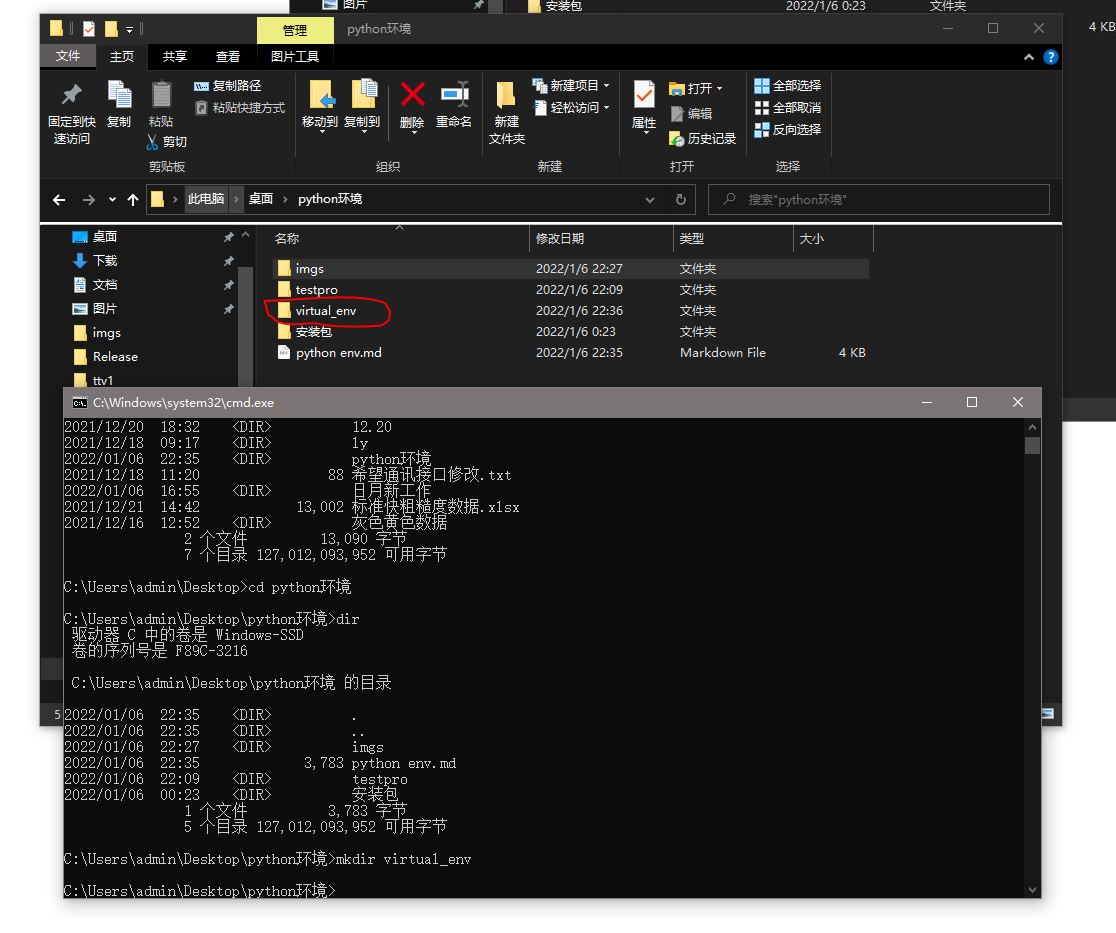 图片
安装包
2022/1/6 0:23
文件夹
4 KB
管理
python环境
文件
主页
共享
查看
图片工具
固定到快速访问
复制
粘贴
复制路径
粘贴快捷方式
剪切
剪贴板
移动到
复制到
删除
重命名
组织
新建
文件夹
新建项目
轻松访问
新建
属性
打开
编辑
历史记录
打开
全部选择
全部取消
反向选择
选择
此电脑 桌面 python环境
搜索"python环境"
桌面
下载
文档
图片
imgs
Release
ttv1
名称 修改日期 类型 大小
imgs 2022/1/6 22:27 文件夹
testpro 2022/1/6 22:09 文件夹
virtual_env 2022/1/6 22:36 文件夹
安装包 2022/1/6 0:23 文件夹
python env.md 2022/1/6 22:35 Markdown File 4 KB
5
C:\Windows\system32\cmd.exe
2021/12/20 18:32 <DIR> 12.20
2021/12/18 09:17 <DIR> ly
2022/01/06 22:35 <DIR> python环境
2021/12/18 11:20 88 希望通讯接口修改.txt
2022/01/06 16:55 <DIR> 日月新工作
2021/12/21 14:42 13,002 标准快粗糙度数据.xlsx
2021/12/16 12:52 <DIR> 灰色黄色数据
2 个文件 13,090 字节
7 个目录 127,012,093,952 可用字节
C:\Users\admin\Desktop>cd python环境
C:\Users\admin\Desktop\python环境>dir
驱动器 C 中的卷是 Windows-SSD
卷的序列号是 F89C-3216
C:\Users\admin\Desktop\python环境 的目录
2022/01/06 22:35 <DIR> .
2022/01/06 22:35 <DIR> ..
2022/01/06 22:27 <DIR> imgs
2022/01/06 22:35 3,783 python env.md
2022/01/06 22:09 <DIR> testpro
2022/01/06 00:23 <DIR> 安装包
1 个文件 3,783 字节
5 个目录 127,012,093,952 可用字节
C:\Users\admin\Desktop\python环境>mkdir virtual_env
C:\Users\admin\Desktop\python环境>